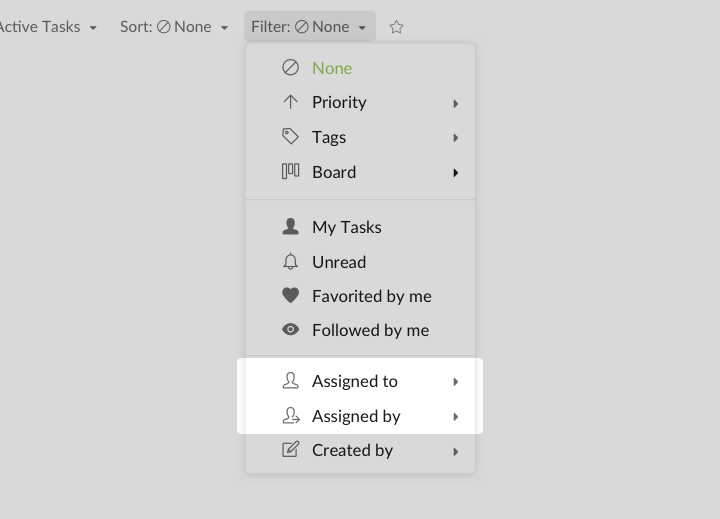 Active Tasks Sort: None Filter: None
None
Priority
Tags
Board
My Tasks
Unread
Favorited by me
Followed by me
Assigned to
Assigned by
Created by